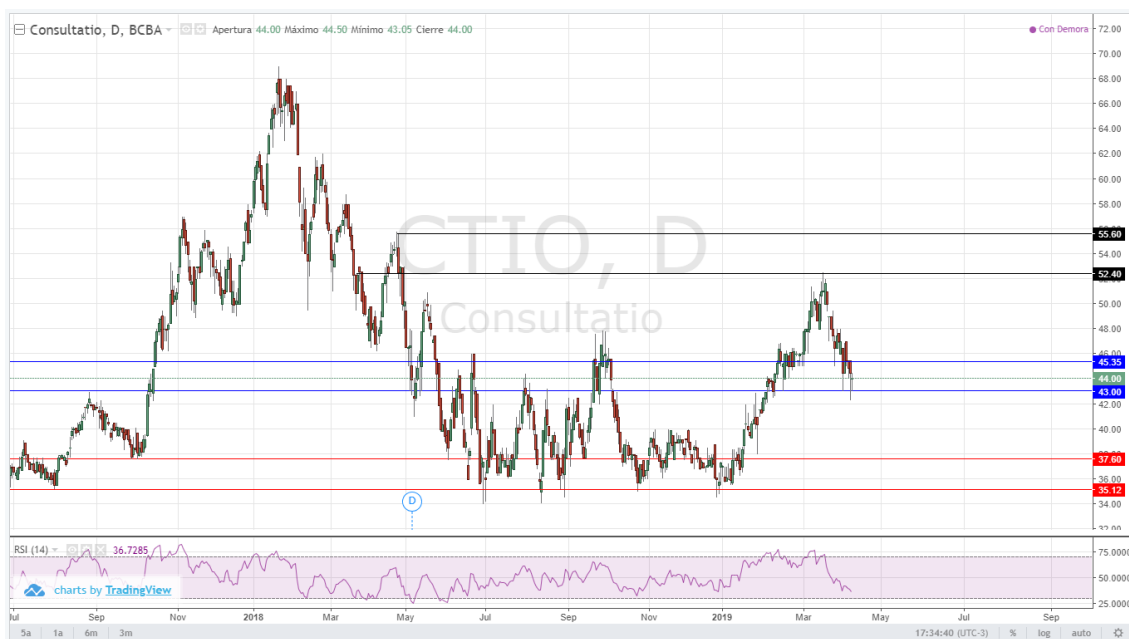 Consultatio, D, BCBA
Apertura 44.00 Máximo 44.50 Mínimo 43.05 Cierre 44.00
Con Demora
72.00
70.00
68.00
66.00
64.00
62.00
60.00
58.00
CTIO, D
Consultatio
55.60
54.00
52.40
50.00
48.00
46.00
45.35
44.00
43.00
42.00
40.00
37.60
36.00
35.12
34.00
32.00
D
RSI (14) 36.7285
75.0000
50.0000
25.0000
charts by TradingView
Jul Sep Nov 2018 Mar May Jul Sep Nov 2019 Mar May Jul Sep
5a 1a 6m 3m 17:34:40 (UTC-3) % log auto